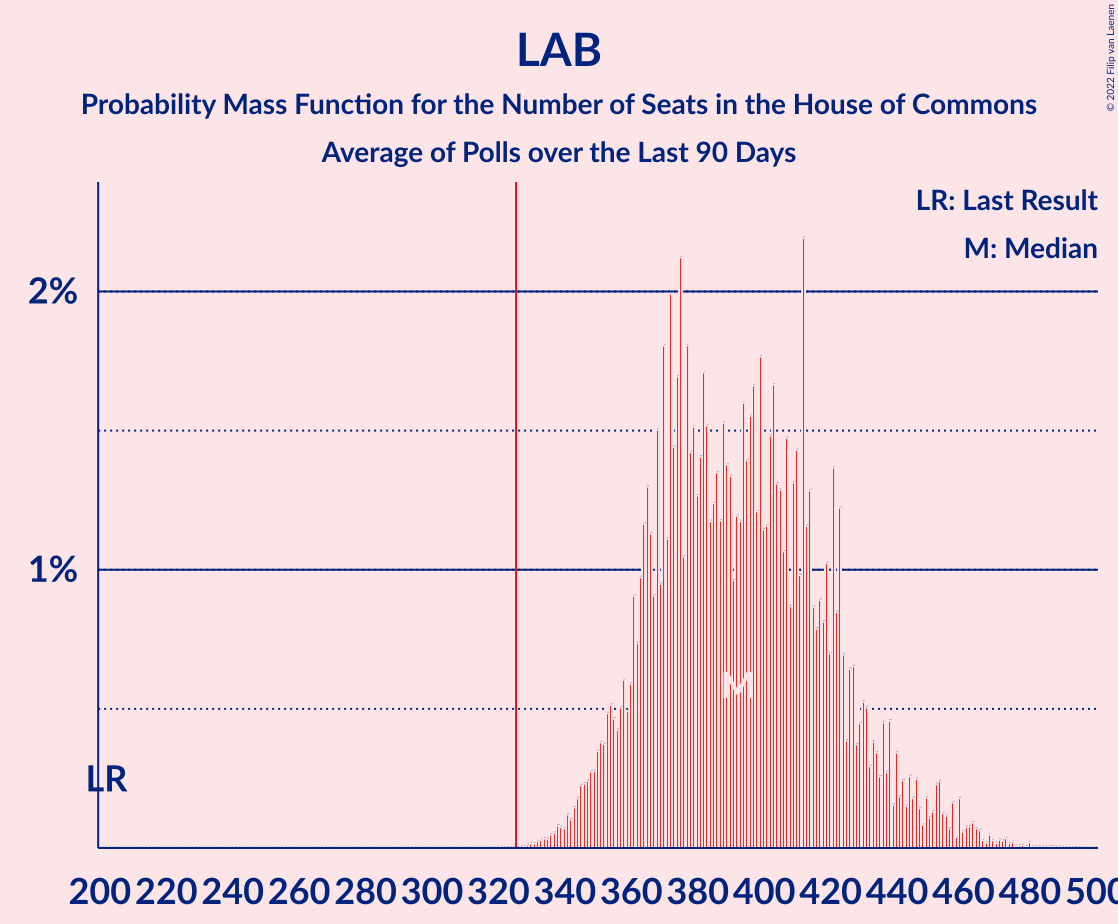 LAB
Probability Mass Function for the Number of Seats in the House of Commons
Average of Polls over the Last 90 Days
© 2022 Filip van Laenen
LR: Last Result
M: Median
2%
1%
M
LR
200 220 240 260 280 300 320 340 360 380 400 420 440 460 480 500